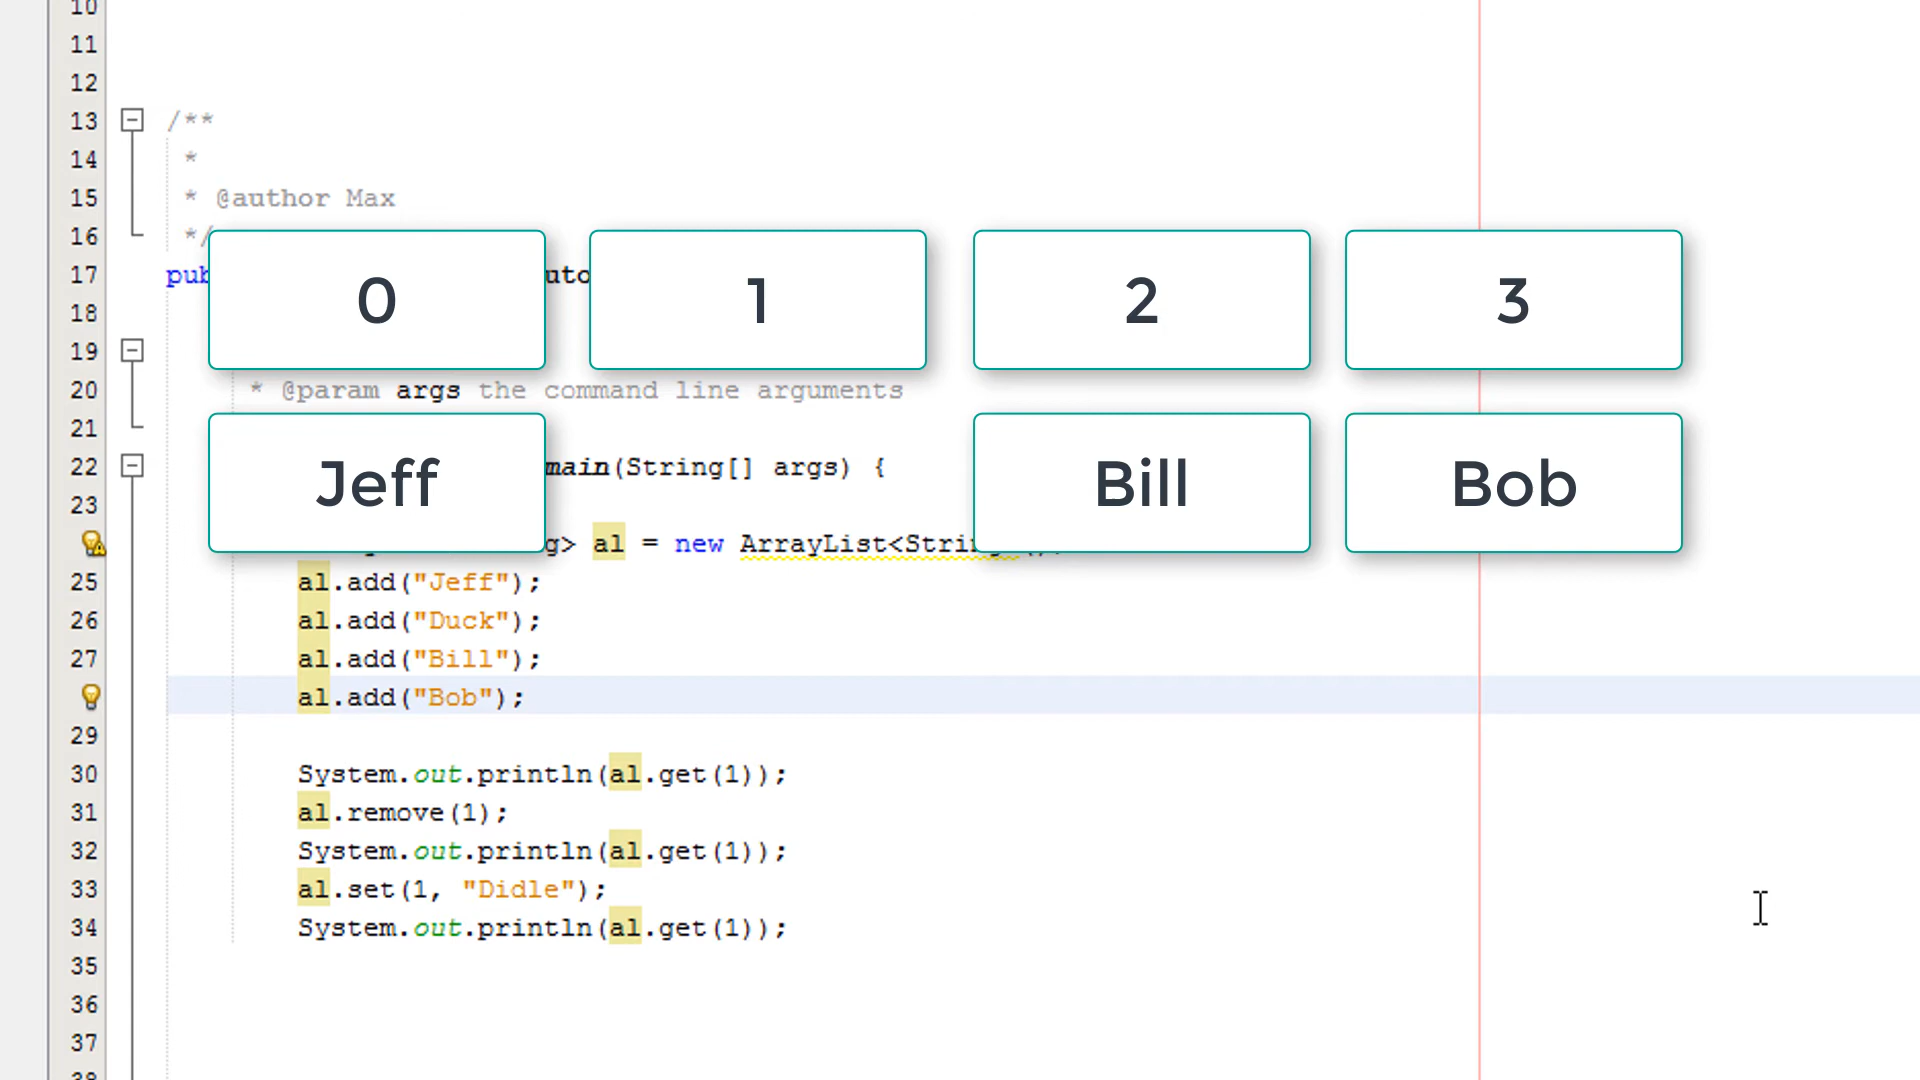 10
11
12
13 /**
14 *
15 * @author Max
16 */
17 pub uto
0 1 2 3
18
19
20 * @param args the command line arguments
21
22 main(String[] args) {
Jeff Bill Bob
23
g> al = new ArrayList<String
25 al.add("Jeff");
26 al.add("Duck");
27 al.add("Bill");
al.add("Bob");
29
30 System.out.println(al.get(1));
31 al.remove(1);
32 System.out.println(al.get(1));
33 al.set(1, "Didle");
34 System.out.println(al.get(1));
35
36
37
38